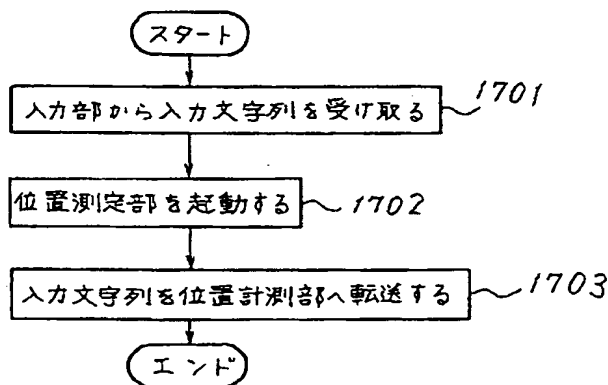 スタート
入力部から入力文字列を受け取る
1701
位置測定部を起動する
1702
入力文字列を位置計測部へ転送する
1703
エンド